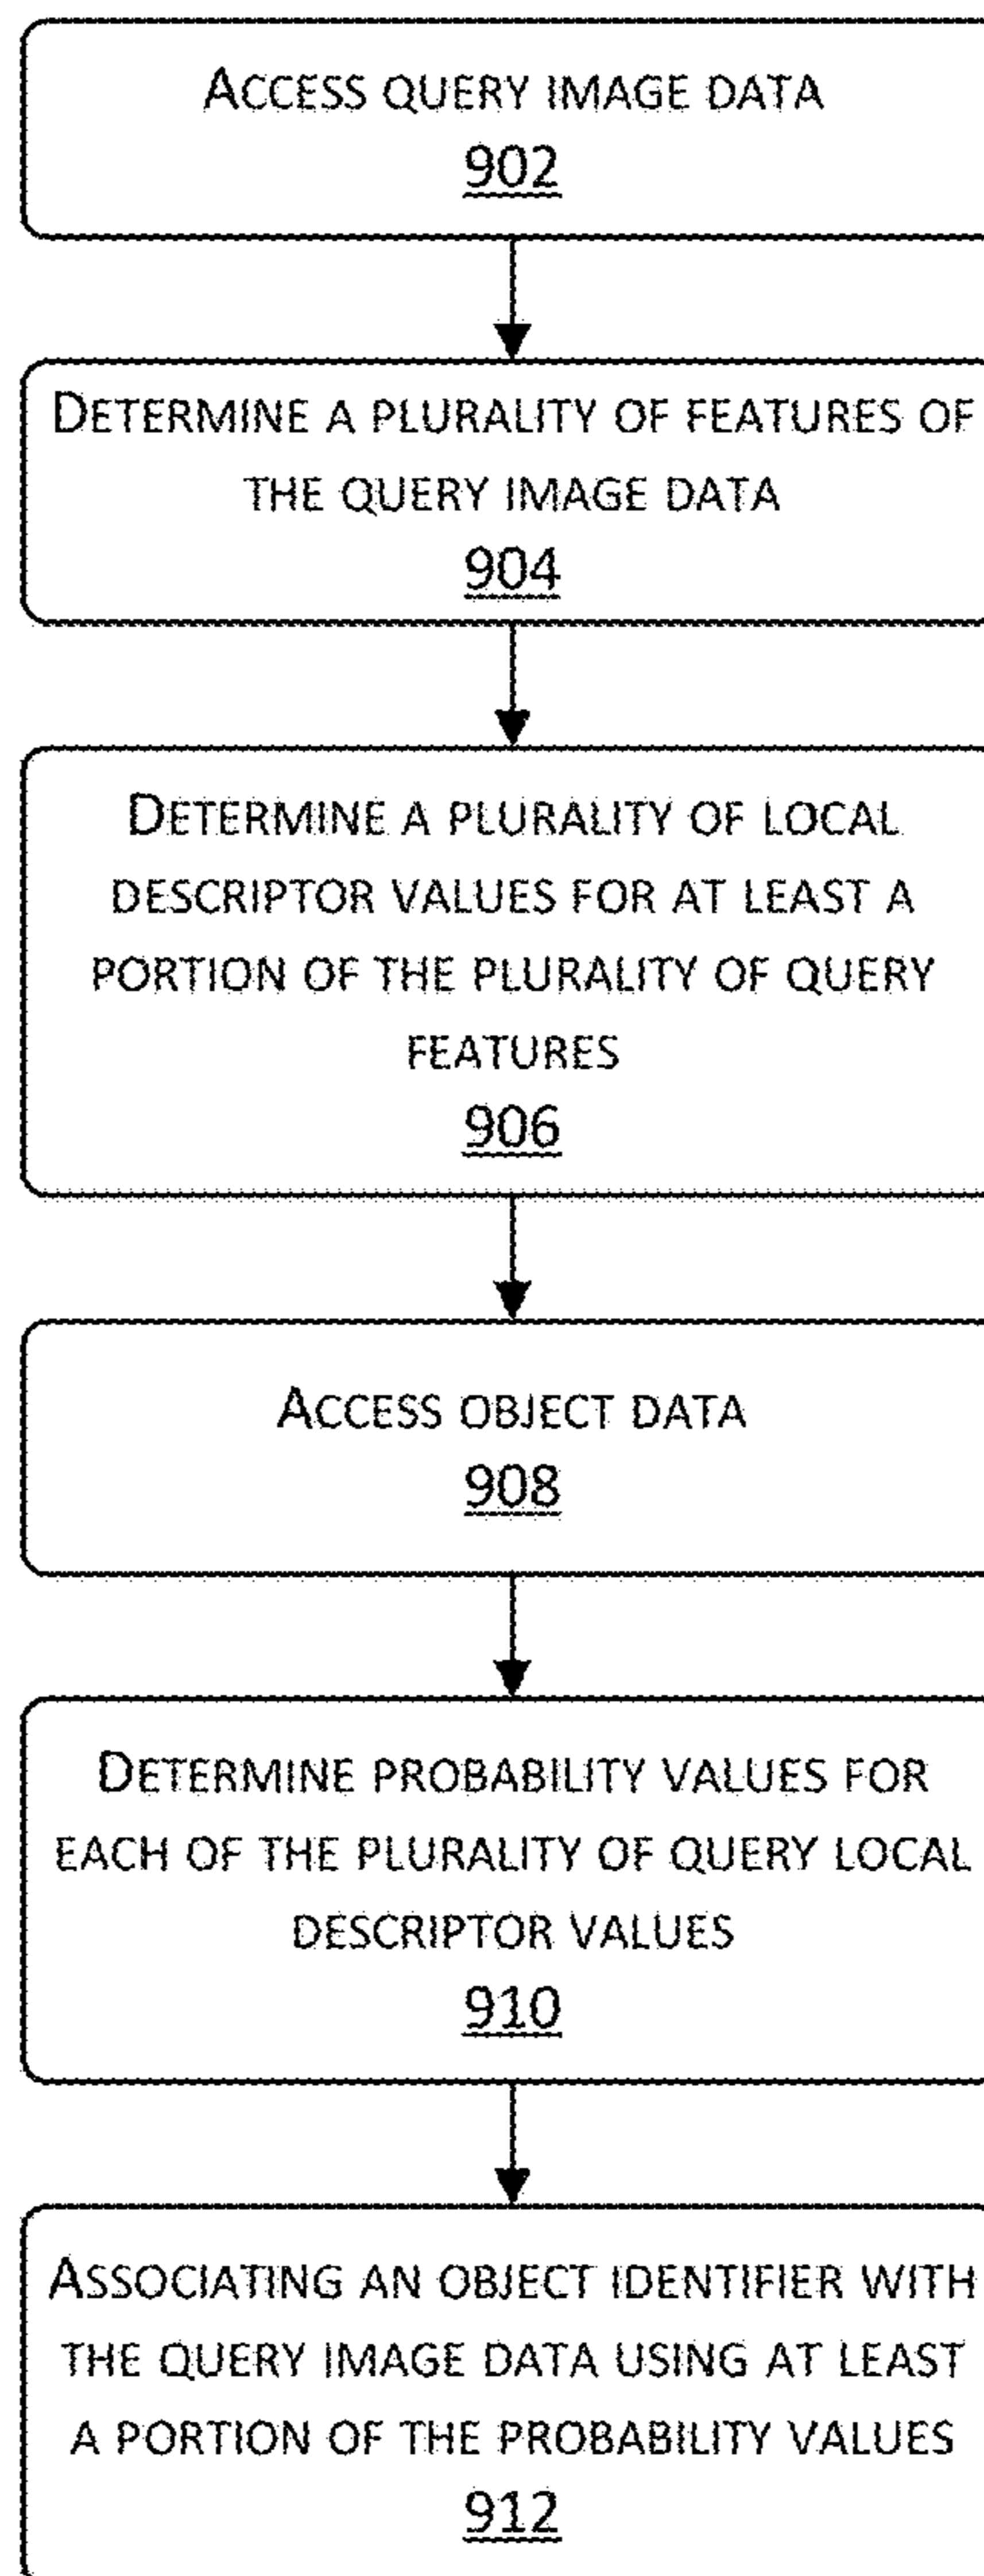 ACCESS QUERY IMAGE DATA
902
DETERMINE A PLURALITY OF FEATURES OF
THE QUERY IMAGE DATA
904
DETERMINE A PLURALITY OF LOCAL
DESCRIPTOR VALUES FOR AT LEAST A
PORTION OF THE PLURALITY OF QUERY
FEATURES
906
ACCESS OBJECT DATA
908
DETERMINE PROBABILITY VALUES FOR
EACH OF THE PLURALITY OF QUERY LOCAL
DESCRIPTOR VALUES
910
ASSOCIATING AN OBJECT IDENTIFIER WITH
THE QUERY IMAGE DATA USING AT LEAST
A PORTION OF THE PROBABILITY VALUES
912